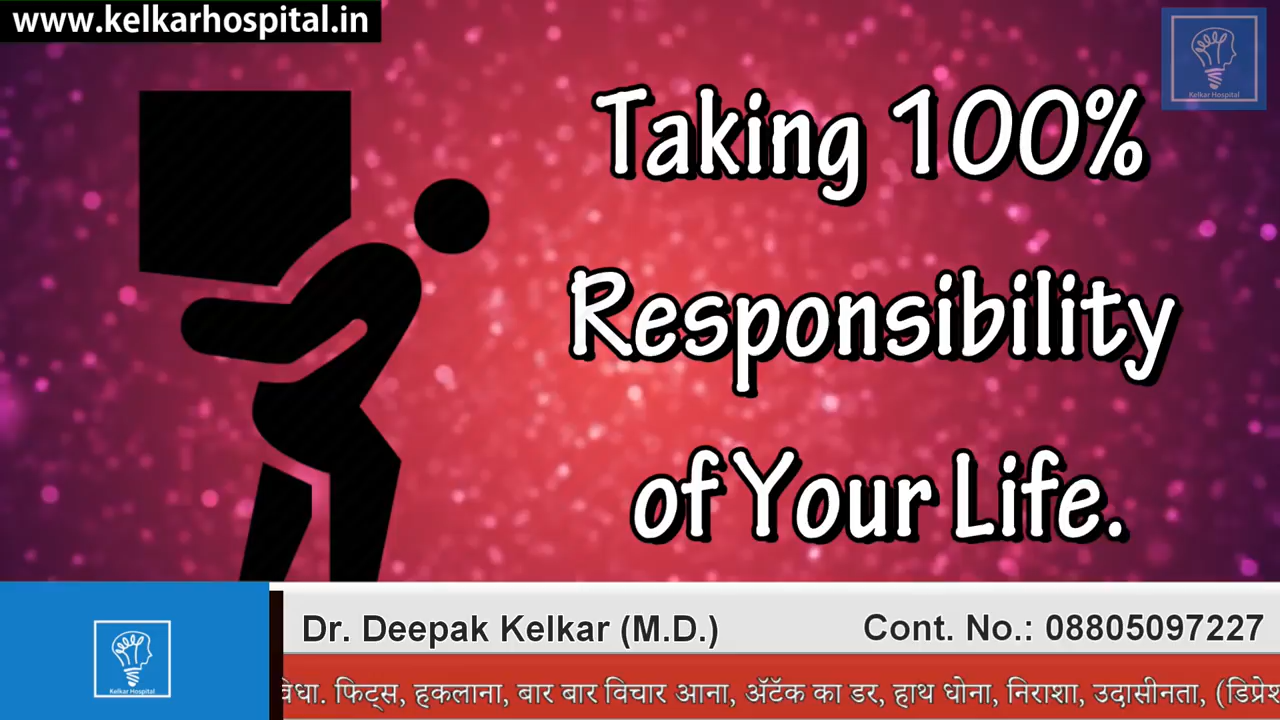 www.kelkarhospital.in
Kelkar Hospital
Taking 100%
Responsibility
of Your Life.
Dr. Deepak Kelkar (M.D.)
Cont. No.: 08805097227
Kelkar Hospital
फिट्स, हकलाना, बार बार विचार आना, ॲटॅक का डर, हाथ धोना, निराशा, उदासीनता,